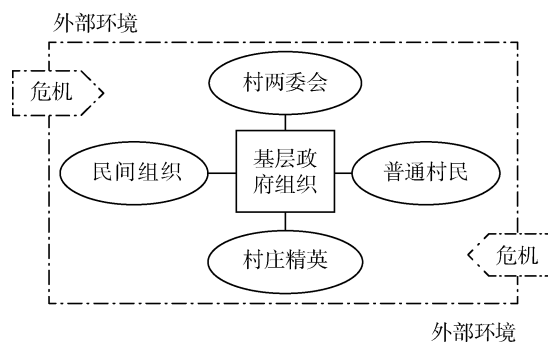 外部环境
危机
村两委会
民间组织
基层政
府组织
普通村民
村庄精英
危机
外部环境